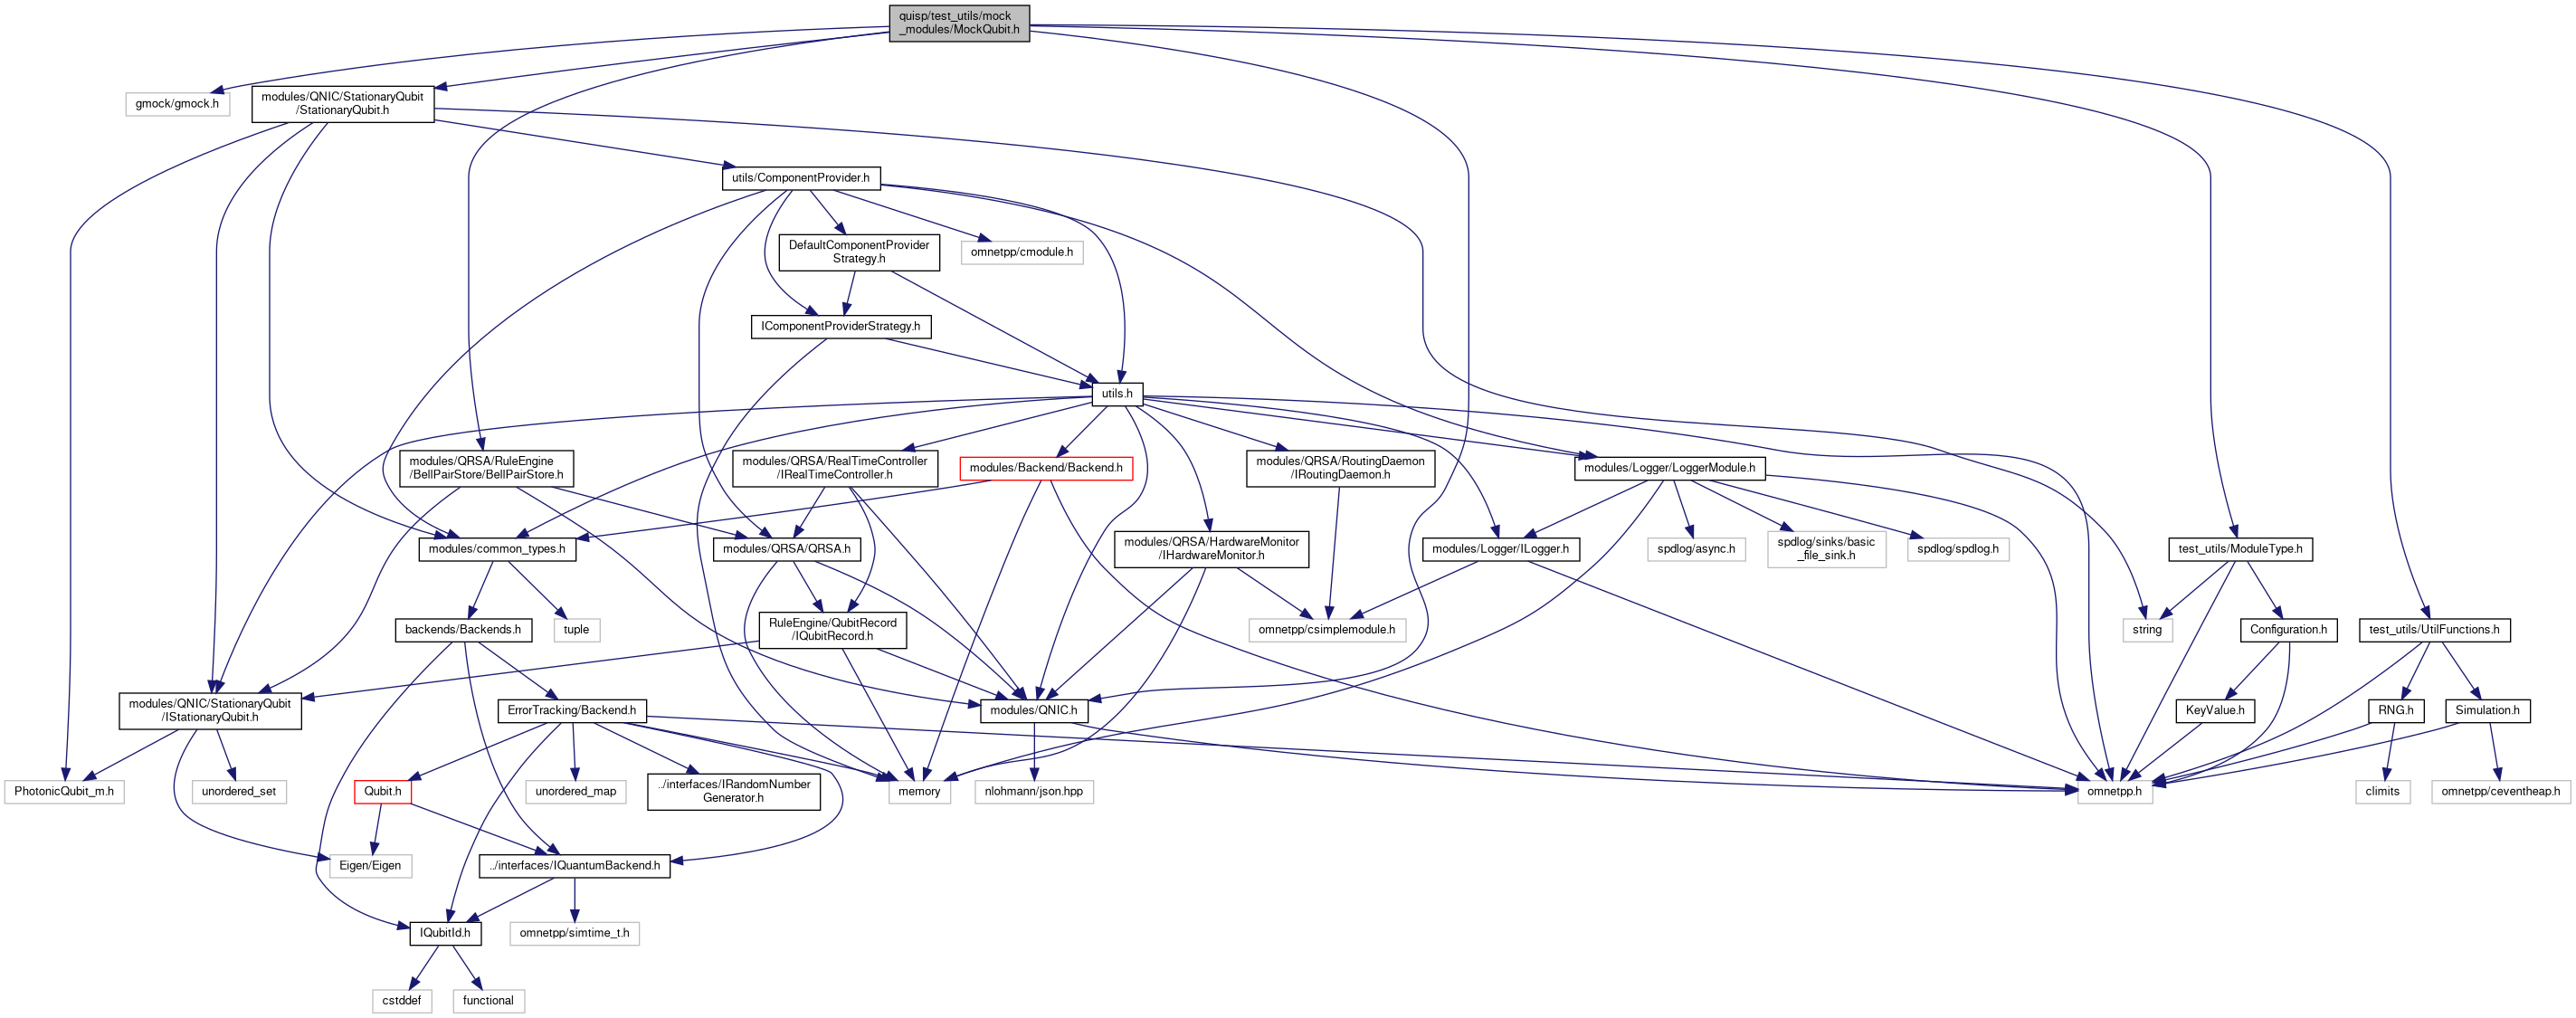 quisp/test_utils/mock
_modules/MockQubit.h
gmock/gmock.h
modules/QNIC/StationaryQubit
/StationaryQubit.h
utils/ComponentProvider.h
DefaultComponentProvider
Strategy.h
omnetpp/cmodule.h
IComponentProviderStrategy.h
utils.h
modules/QRSA/RuleEngine
/BellPairStore/BellPairStore.h
modules/QRSA/RealTimeController
/IRealTimeController.h
modules/Backend/Backend.h
modules/QRSA/RoutingDaemon
/IRoutingDaemon.h
modules/Logger/LoggerModule.h
modules/common_types.h
modules/QRSA/QRSA.h
modules/QRSA/HardwareMonitor
/IHardwareMonitor.h
modules/Logger/ILogger.h
spdlog/async.h
spdlog/sinks/basic
_file_sink.h
spdlog/spdlog.h
test_utils/ModuleType.h
backends/Backends.h
tuple
RuleEngine/QubitRecord
/IQubitRecord.h
omnetpp/csimplemodule.h
string
Configuration.h
test_utils/UtilFunctions.h
modules/QNIC/StationaryQubit
/IStationaryQubit.h
ErrorTracking/Backend.h
modules/QNIC.h
KeyValue.h
RNG.h
Simulation.h
PhotonicQubit_m.h
unordered_set
Qubit.h
unordered_map
../interfaces/IRandomNumber
Generator.h
memory
nlohmann/json.hpp
omnetpp.h
climits
omnetpp/ceventheap.h
Eigen/Eigen
../interfaces/IQuantumBackend.h
IQubitId.h
omnetpp/simtime_t.h
cstddef
functional